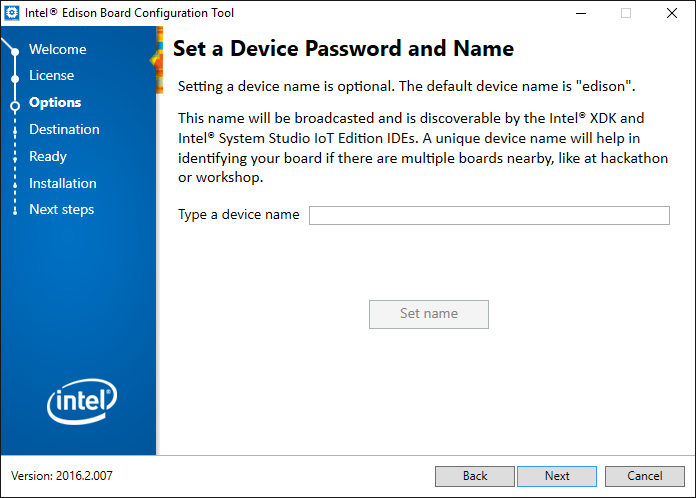 Intel® Edison Board Configuration Tool
Welcome
License
Options
Destination
Ready
Installation
Next steps
intel
Set a Device Password and Name
Setting a device name is optional. The default device name is "edison".
This name will be broadcasted and is discoverable by the Intel® XDK and
Intel® System Studio IoT Edition IDEs. A unique device name will help in
identifying your board if there are multiple boards nearby, like at hackathon
or workshop.
Type a device name
Set name
Version: 2016.2.007
Back
Next
Cancel